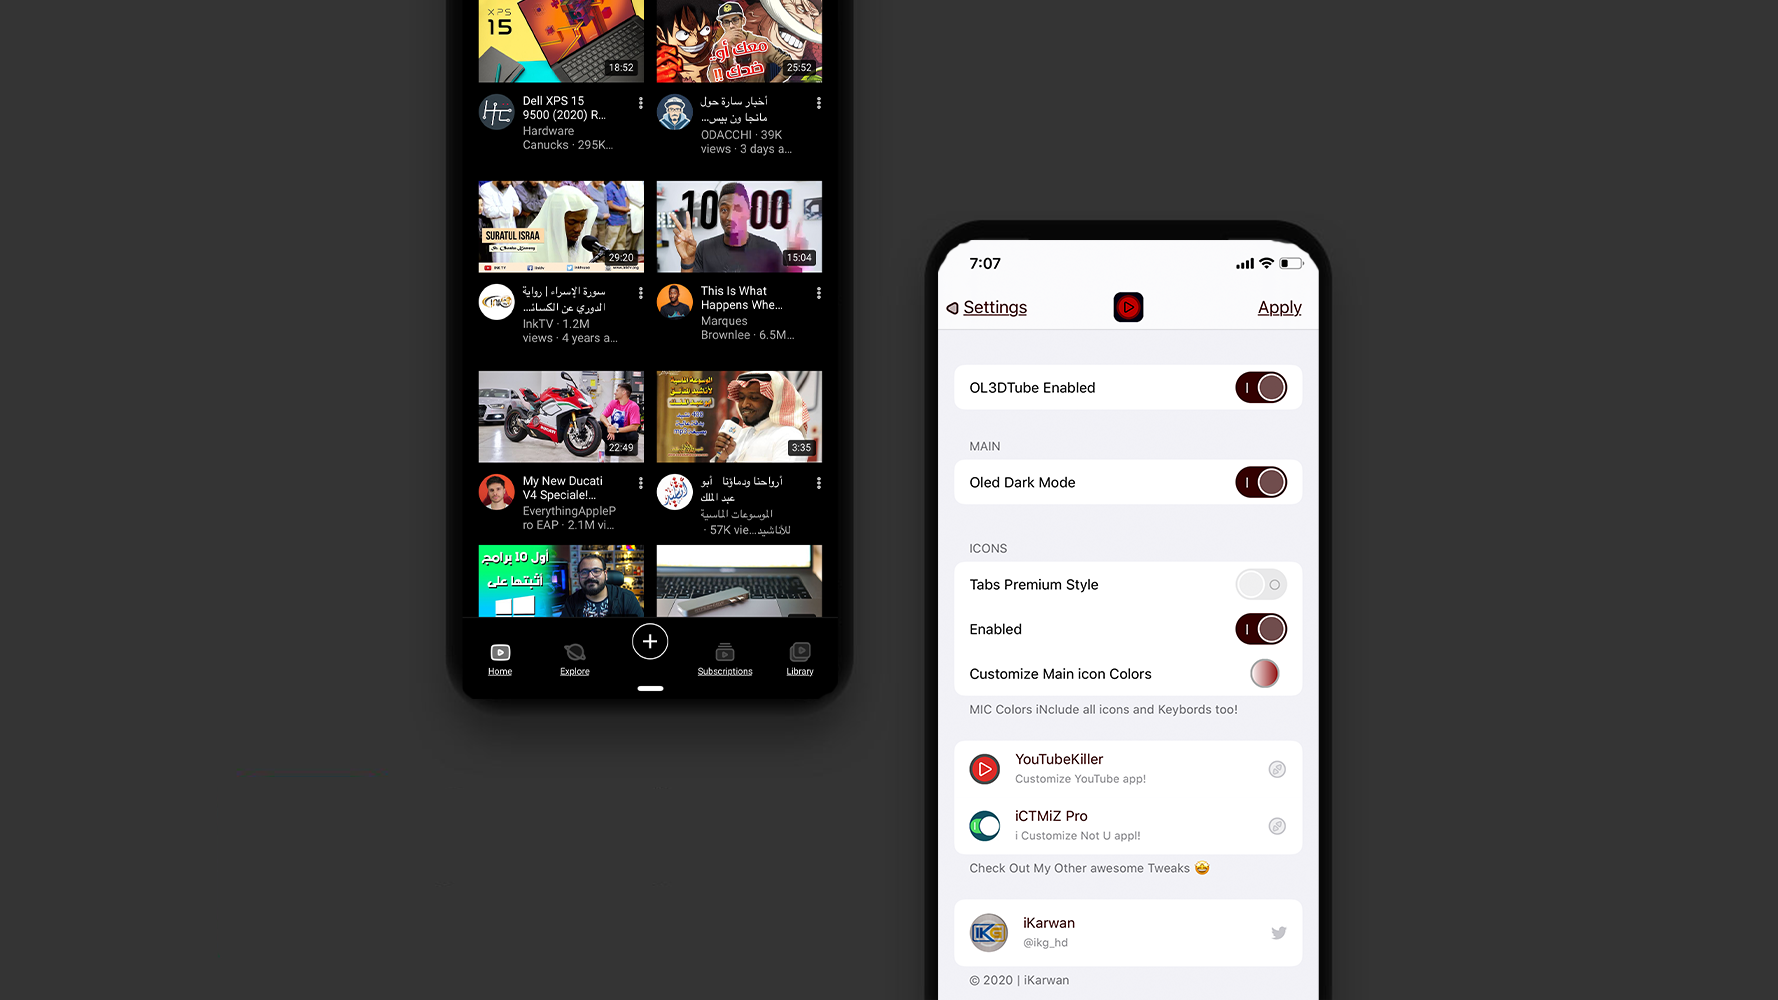 XPS
15
18:52
معك أو..
ضدك !!
25:52
Dell XPS 15
9500 (2020) R...
Hardware
Canucks · 295K...
أخبار سارة حول
مانجا ون بيس...
ODACCHI · 39K
views · 3 days a...
SURATUL ISRAA
29:20
15:04
سورة الإسراء | رواية
الدوري عن الكسائـ...
InkTV · 1.2M
views · 4 years a...
This Is What
Happens Whe...
Marques
Brownlee · 6.5M...
22:49
3:35
My New Ducati
V4 Speciale!...
EverythingAppleP
ro EAP · 2.1M vi...
أرواحنا ودماؤنا أبو
عبد الملك
الموسوعات الماسية
للأناشيد · 57K vie...
أول 10 برامج
أثبتها على
Home
Explore
Subscriptions
Library
7:07
Settings
Apply
OL3DTube Enabled
MAIN
Oled Dark Mode
ICONS
Tabs Premium Style
Enabled
Customize Main icon Colors
MIC Colors iNclude all icons and Keybords too!
YouTubeKiller
Customize YouTube app!
iCTMiZ Pro
i Customize Not U appl!
Check Out My Other awesome Tweaks 🤩
iKarwan
@ikg_hd
© 2020 | iKarwan